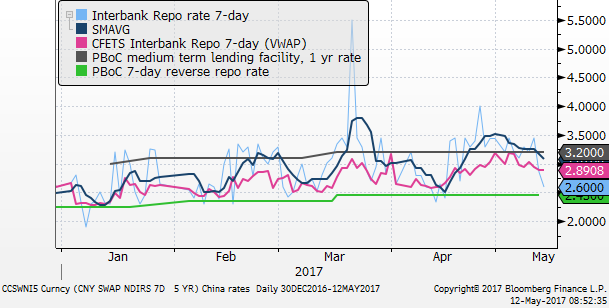 Interbank Repo rate 7-day
SMAVG
CFETS Interbank Repo 7-day (VWAP)
PBoC medium term lending facility, 1 yr rate
PBoC 7-day reverse repo rate
5.5000
5.0000
4.5000
4.0000
3.5000
3.2000
2.8908
2.6000
2.4500
2.0000
Jan Feb Mar Apr May
2017
CCSWNI5 Curncy (CNY SWAP NDIRS 7D 5 YR) China rates Daily 30DEC2016-12MAY2017 Copyright© 2017 Bloomberg Finance L.P.
12-May-2017 08:52:35